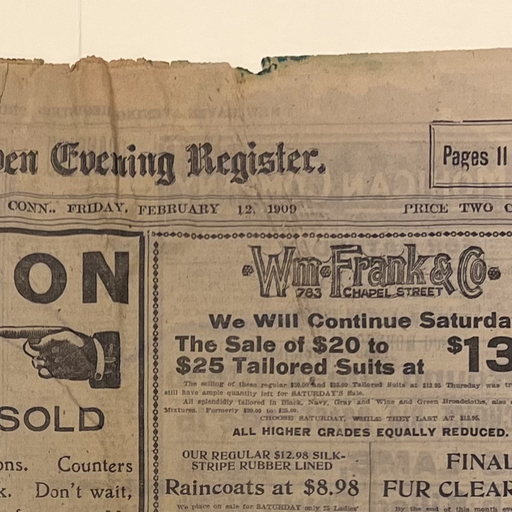 en Evening Register.
Pages 11
CONN., FRIDAY, FEBRUARY 12, 1909
PRICE TWO C
ON
SOLD
ons. Counters
k. Don't wait,
Wm. Frank & Co.
783 CHAPEL STREET
We Will Continue Saturda
The Sale of $20 to
$25 Tailored Suits at $13
The selling of these regular $20.00 and $25.00 Tailored Suits at $13.95 Thursday was tr
still have ample quantity left for SATURDAY'S Sale.
All splendidly tailored in Black, Navy, Gray and Wine and Green Broadcloths, also
Mixtures. Formerly $20.00 to $25.00.
CHOOSE SATURDAY, WHILE THEY LAST AT $13.95.
ALL HIGHER GRADES EQUALLY REDUCED.
OUR REGULAR $12.98 SILK-
STRIPE RUBBER LINED
Raincoats at $8.98
We place on sale for SATURDAY only 25 Ladies'
FINAL
FUR CLEAR
By the end of this month